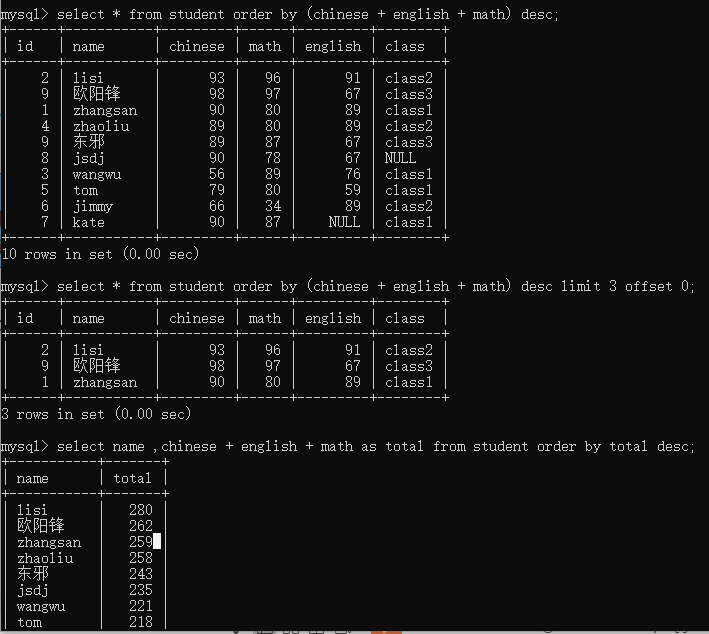 mysql> select * from student order by (chinese + english + math) desc;
+------+-----------+---------+------+---------+--------+
| id | name | chinese | math | english | class |
+------+-----------+---------+------+---------+--------+
| 2 | lisi | 93 | 96 | 91 | class2 |
| 9 | 欧阳锋 | 98 | 97 | 67 | class3 |
| 1 | zhangsan | 90 | 80 | 89 | class1 |
| 4 | zhaoliu | 89 | 80 | 89 | class2 |
| 9 | 东邪 | 89 | 87 | 67 | class3 |
| 8 | jsdj | 90 | 78 | 67 | NULL |
| 3 | wangwu | 56 | 89 | 76 | class1 |
| 5 | tom | 79 | 80 | 59 | class1 |
| 6 | jimmy | 66 | 34 | 89 | class2 |
| 7 | kate | 90 | 87 | NULL | class1 |
+------+-----------+---------+------+---------+--------+
10 rows in set (0.00 sec)
mysql> select * from student order by (chinese + english + math) desc limit 3 offset 0;
+------+-----------+---------+------+---------+--------+
| id | name | chinese | math | english | class |
+------+-----------+---------+------+---------+--------+
| 2 | lisi | 93 | 96 | 91 | class2 |
| 9 | 欧阳锋 | 98 | 97 | 67 | class3 |
| 1 | zhangsan | 90 | 80 | 89 | class1 |
+------+-----------+---------+------+---------+--------+
3 rows in set (0.00 sec)
mysql> select name ,chinese + english + math as total from student order by total desc;
+-----------+-------+
| name | total |
+-----------+-------+
| lisi | 280 |
| 欧阳锋 | 262 |
| zhangsan | 259 |
| zhaoliu | 258 |
| 东邪 | 243 |
| jsdj | 235 |
| wangwu | 221 |
| tom | 218 |